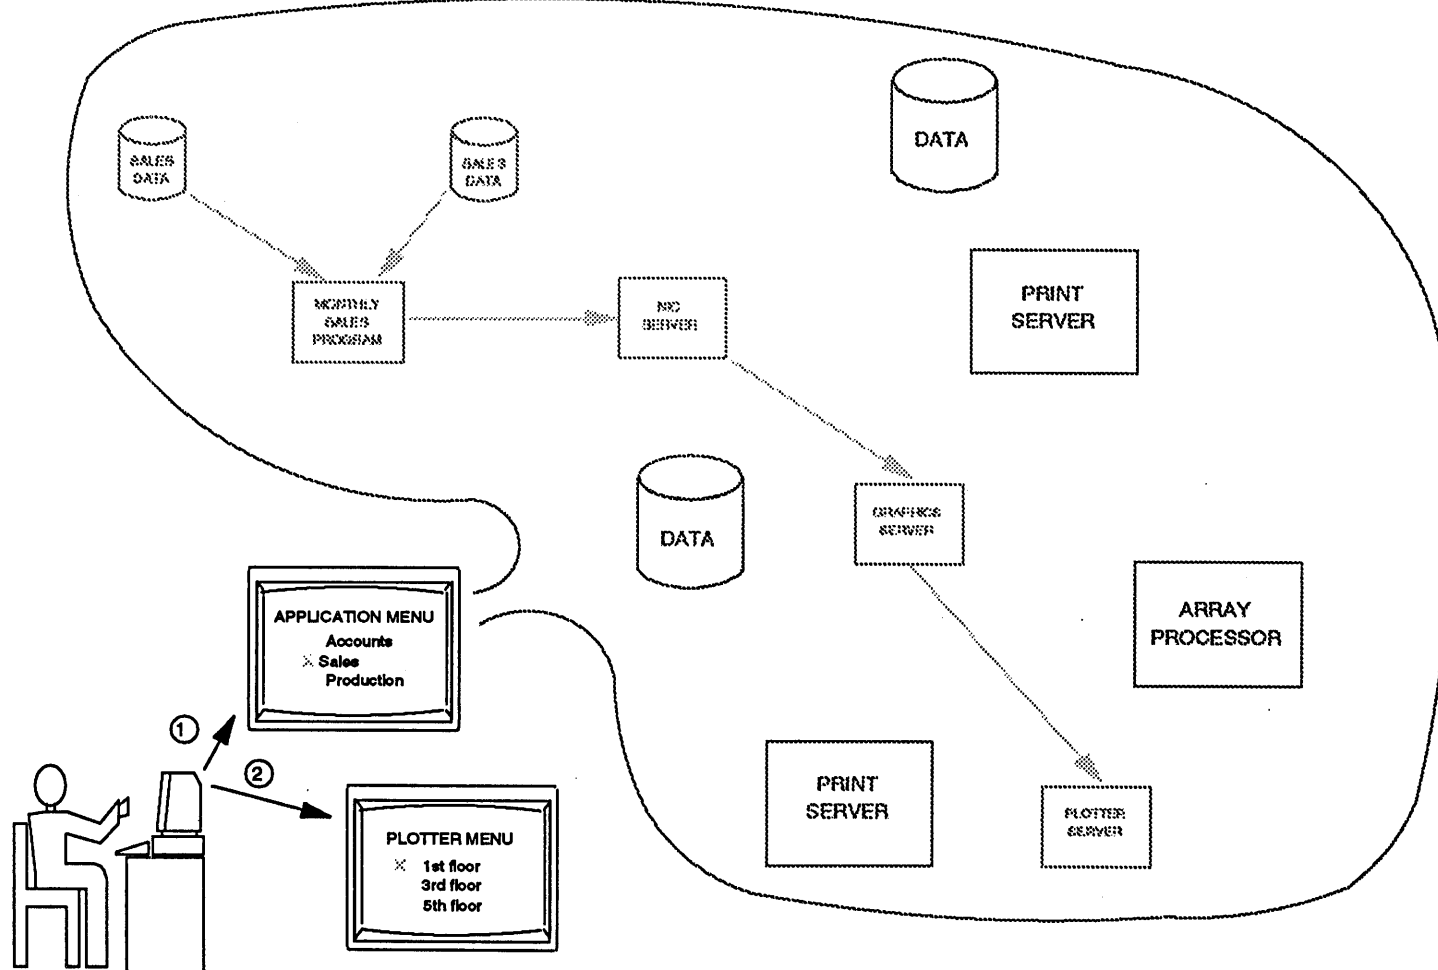 DATA
SALES
DATA
SALES
DATA
PRINT
SERVER
MONTHLY
SALES
PROGRAM
SERVER
DATA
GRAPHICS
SERVER
ARRAY
PROCESSOR
APPLICATION MENU
Accounts
X Sales
Production
1
2
PRINT
SERVER
PLOTTER
SERVER
PLOTTER MENU
X 1st floor
3rd floor
5th floor